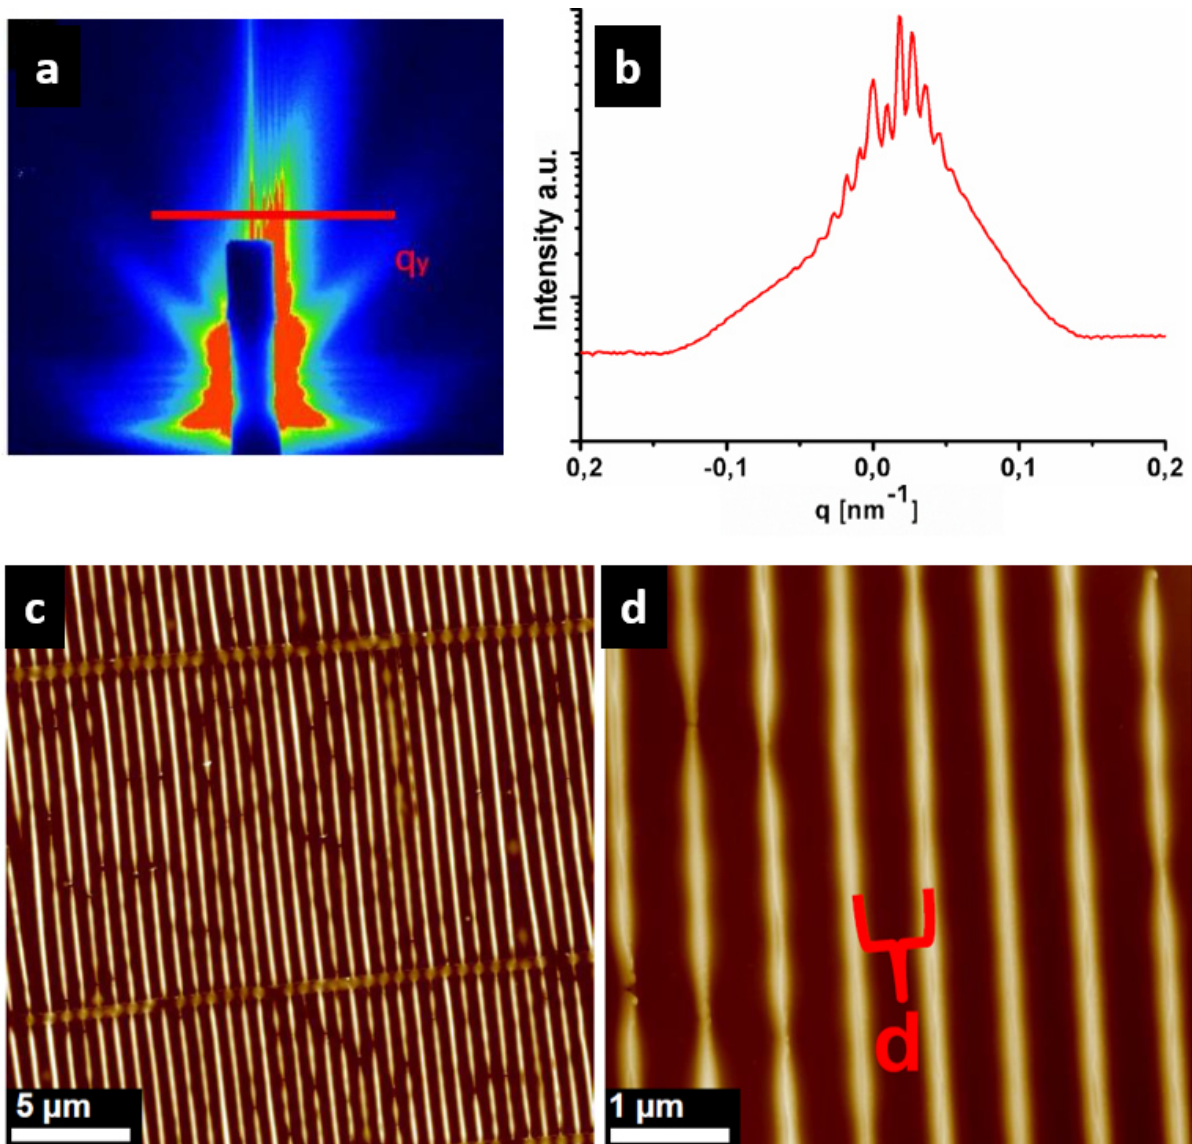 a
qy
b
Intensity a.u.
0,2 -0,1 0,0 0,1 0,2
q [nm-1]
c
5 µm
d
d
1 µm